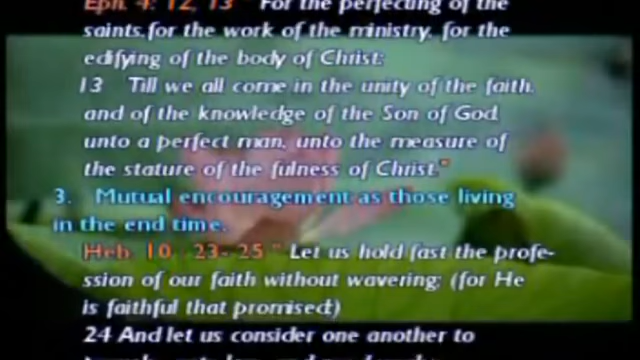 Eph. 4: 12, 13 " For the perfecting of the
saints, for the work of the ministry, for the
edifying of the body of Christ:
13 Till we all come in the unity of the faith,
and of the knowledge of the Son of God,
unto a perfect man, unto the measure of
the stature of the fulness of Christ."
3. Mutual encouragement as those living
in the end time.
Heb. 10 : 23- 25 " Let us hold fast the profe-
ssion of our faith without wavering; (for He
is faithful that promised;)
24 And let us consider one another to